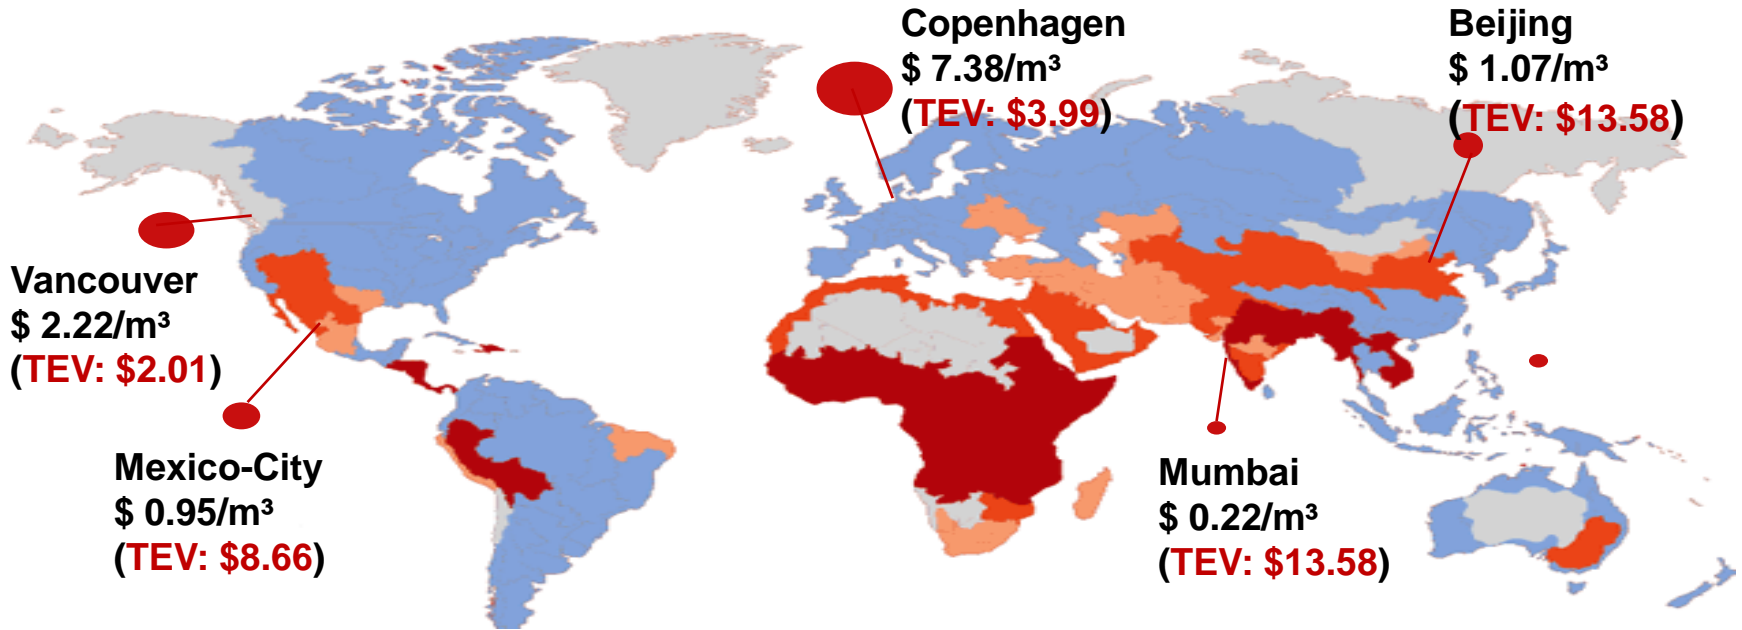 Copenhagen
$ 7.38/m³
(TEV: $3.99)
Beijing
$ 1.07/m³
(TEV: $13.58)
Vancouver
$ 2.22/m³
(TEV: $2.01)
Mexico-City
$ 0.95/m³
(TEV: $8.66)
Mumbai
$ 0.22/m³
(TEV: $13.58)